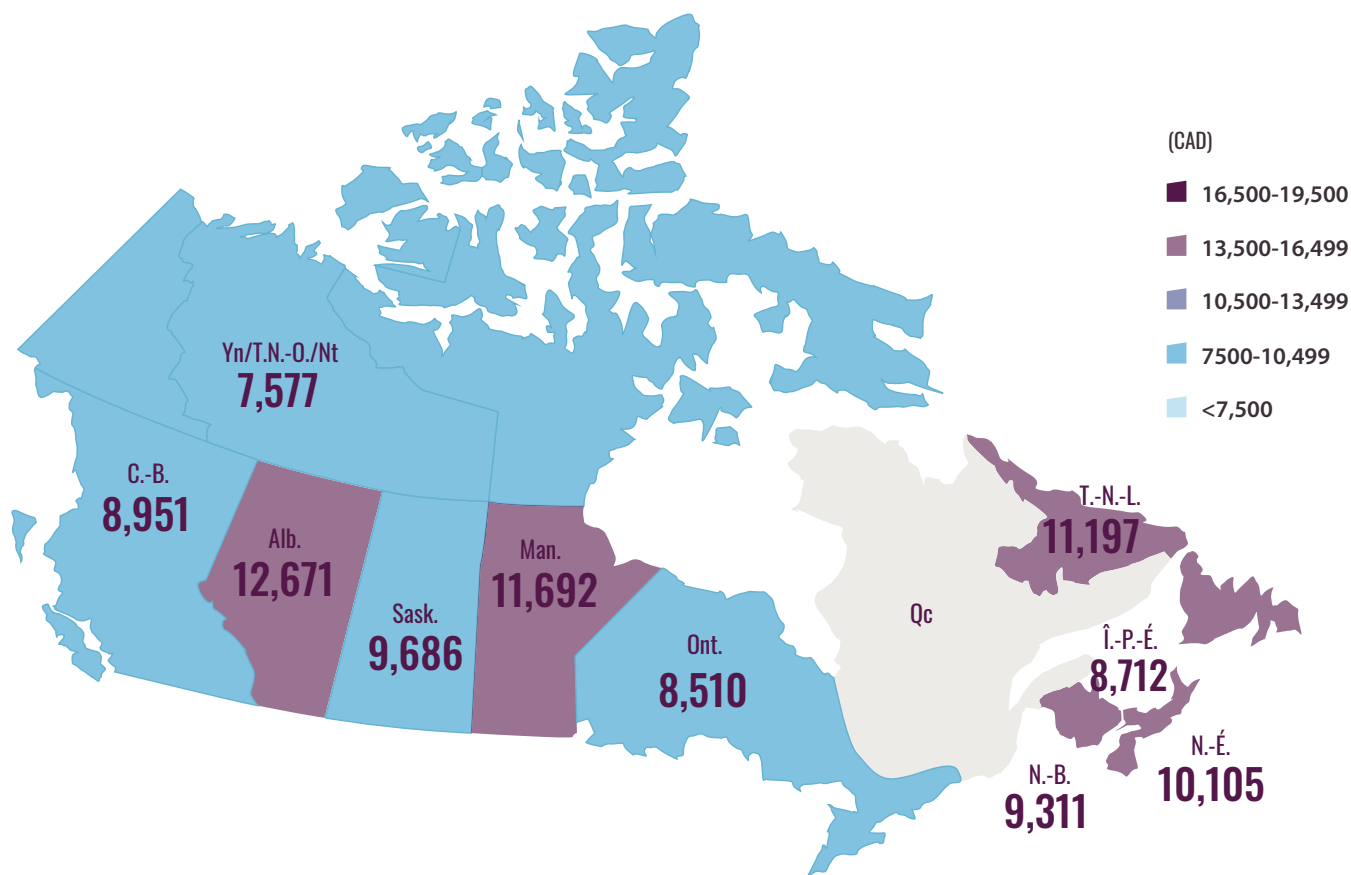 (CAD)
16,500-19,500
13,500-16,499
10,500-13,499
7500-10,499
<7,500
Yn/T.N.-O./Nt
7,577
C.-B.
8,951
Alb.
12,671
Sask.
9,686
Man.
11,692
Ont.
8,510
Qc
T.-N.-L.
11,197
Î.-P.-É.
8,712
N.-É.
10,105
N.-B.
9,311